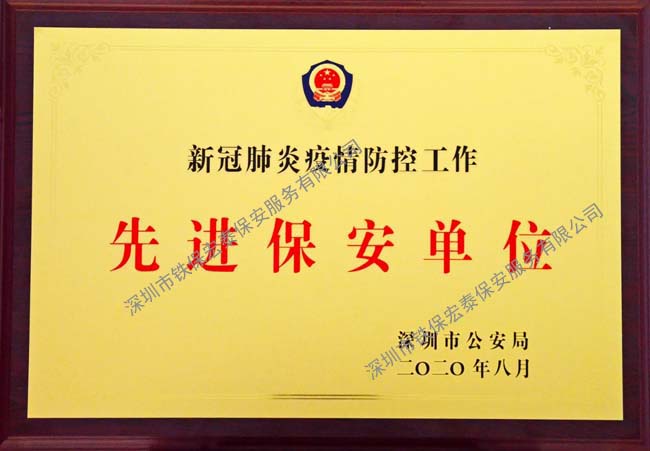 新冠肺炎疫情防控工作
先进保安单位
深圳市公安局
二〇二〇年八月
深圳市铁保宏泰保安服务有限公司
深圳市铁保宏泰保安服务有限公司